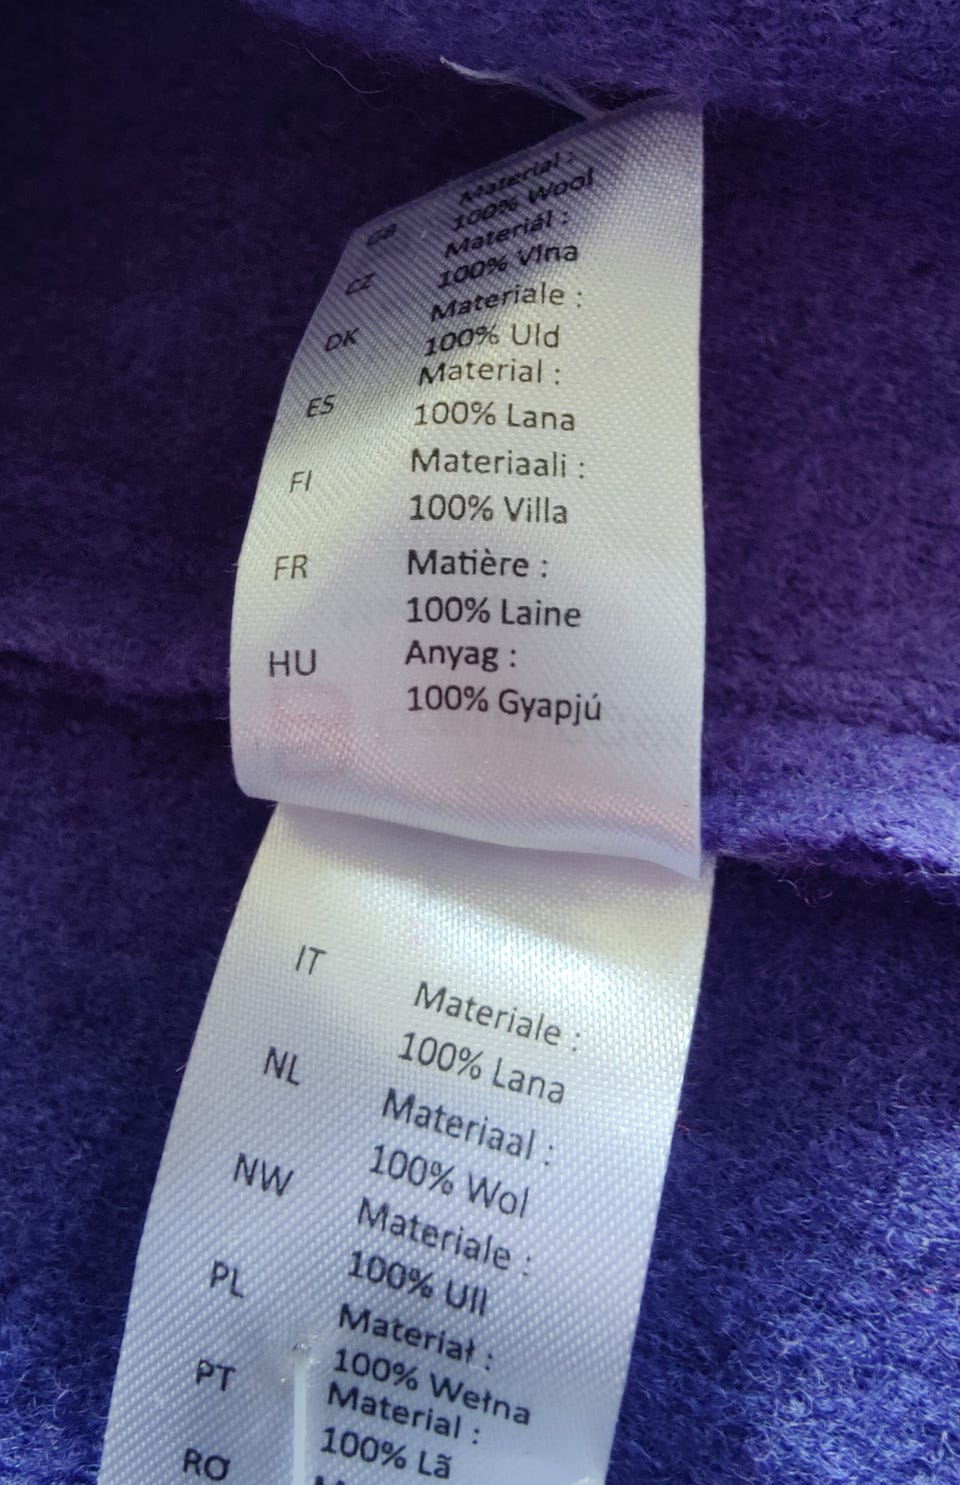 Material :
GB 100% Wool
Materiál :
CZ 100% Vlna
Materiale :
DK 100% Uld
Material :
ES 100% Lana
FI Materiaali :
100% Villa
FR Matière :
100% Laine
HU Anyag :
100% Gyapjú
IT Materiale :
100% Lana
NL Materiaal :
100% Wol
NW Materiale :
100% Ull
PL Materiał :
100% Wełna
PT Material :
100% Lã
RO